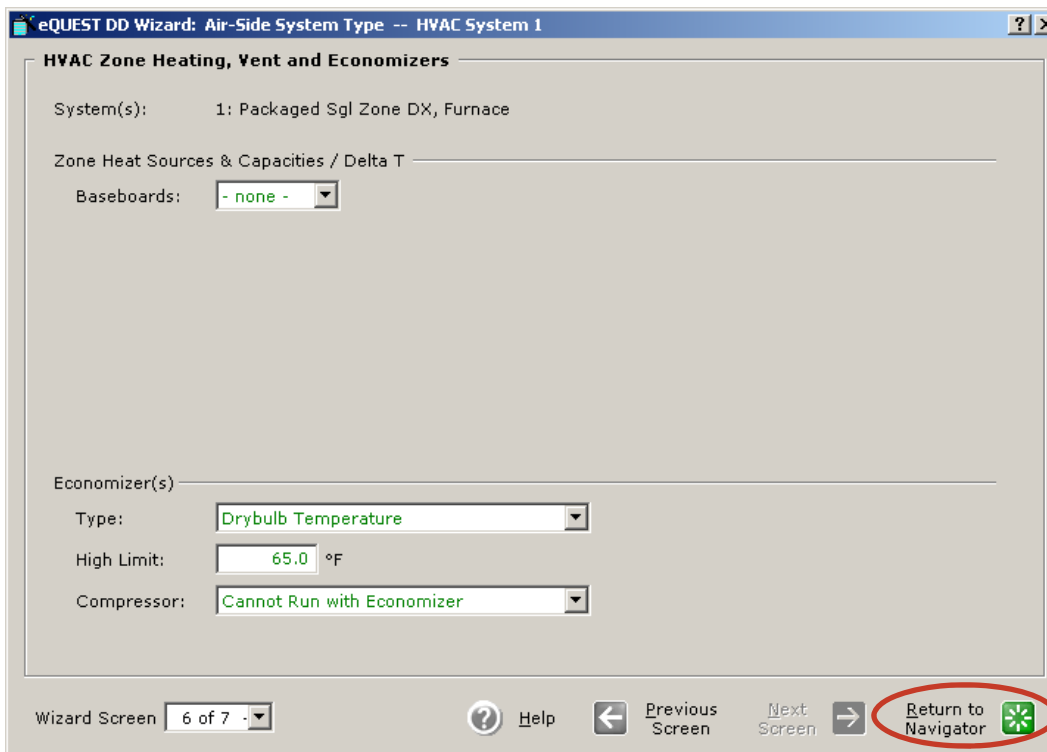 eQUEST DD Wizard: Air-Side System Type -- HVAC System 1
HVAC Zone Heating, Vent and Economizers
System(s): 1: Packaged Sgl Zone DX, Furnace
Zone Heat Sources & Capacities / Delta T
Baseboards: - none -
Economizer(s)
Type: Drybulb Temperature
High Limit: 65.0 °F
Compressor: Cannot Run with Economizer
Wizard Screen 6 of 7 - ? Help Previous Screen Next Screen Return to Navigator